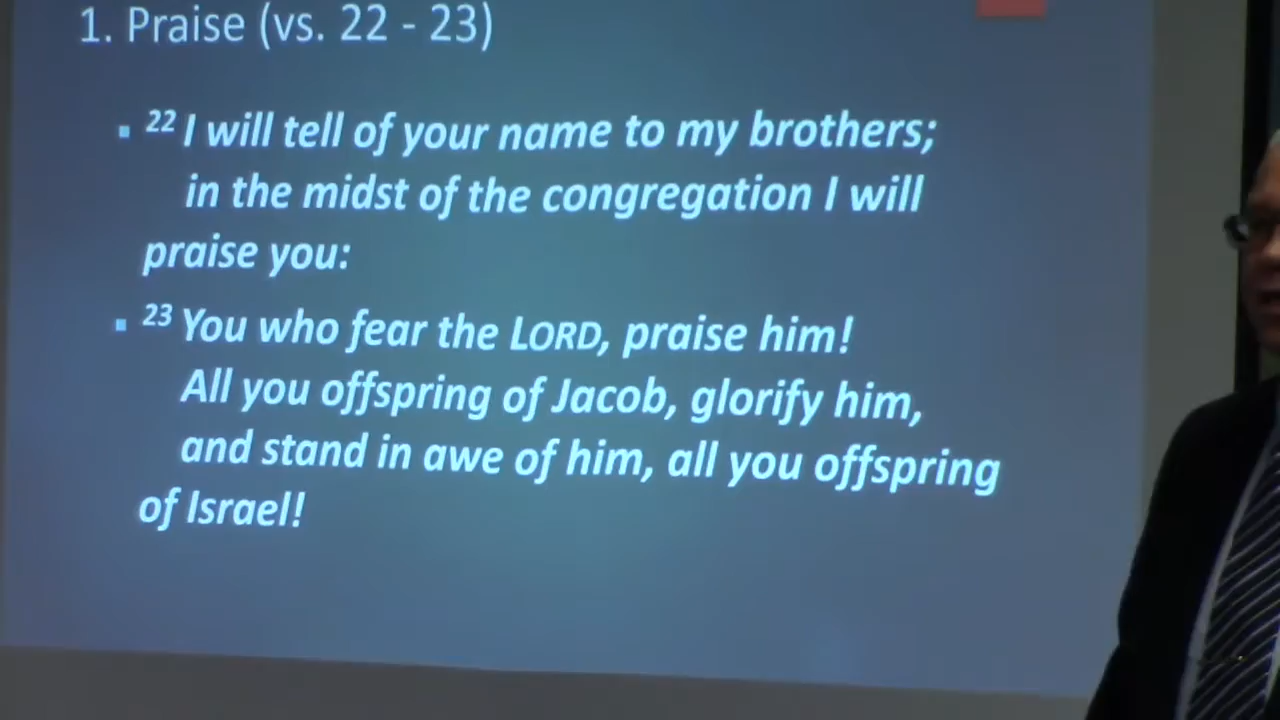 1. Praise (vs. 22 - 23)
▪ 22 I will tell of your name to my brothers;
in the midst of the congregation I will
praise you:
▪ 23 You who fear the LORD, praise him!
All you offspring of Jacob, glorify him,
and stand in awe of him, all you offspring
of Israel!